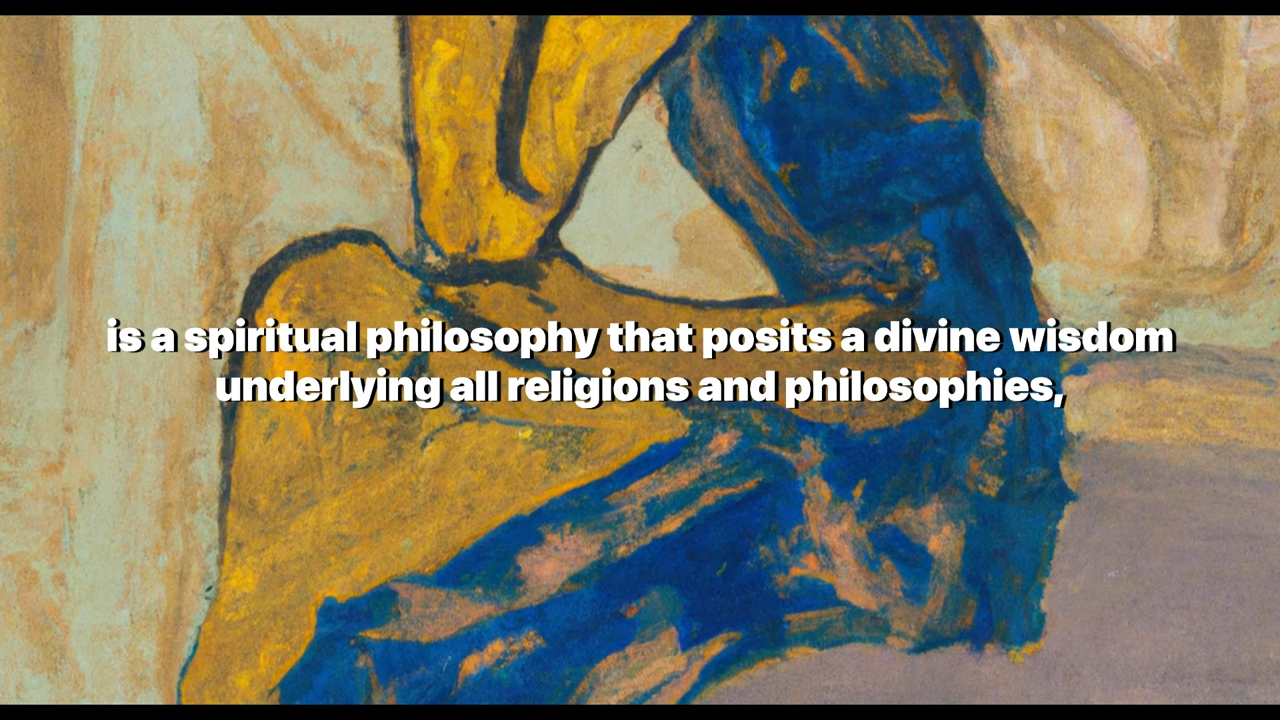 is a spiritual philosophy that posits a divine wisdom
underlying all religions and philosophies,